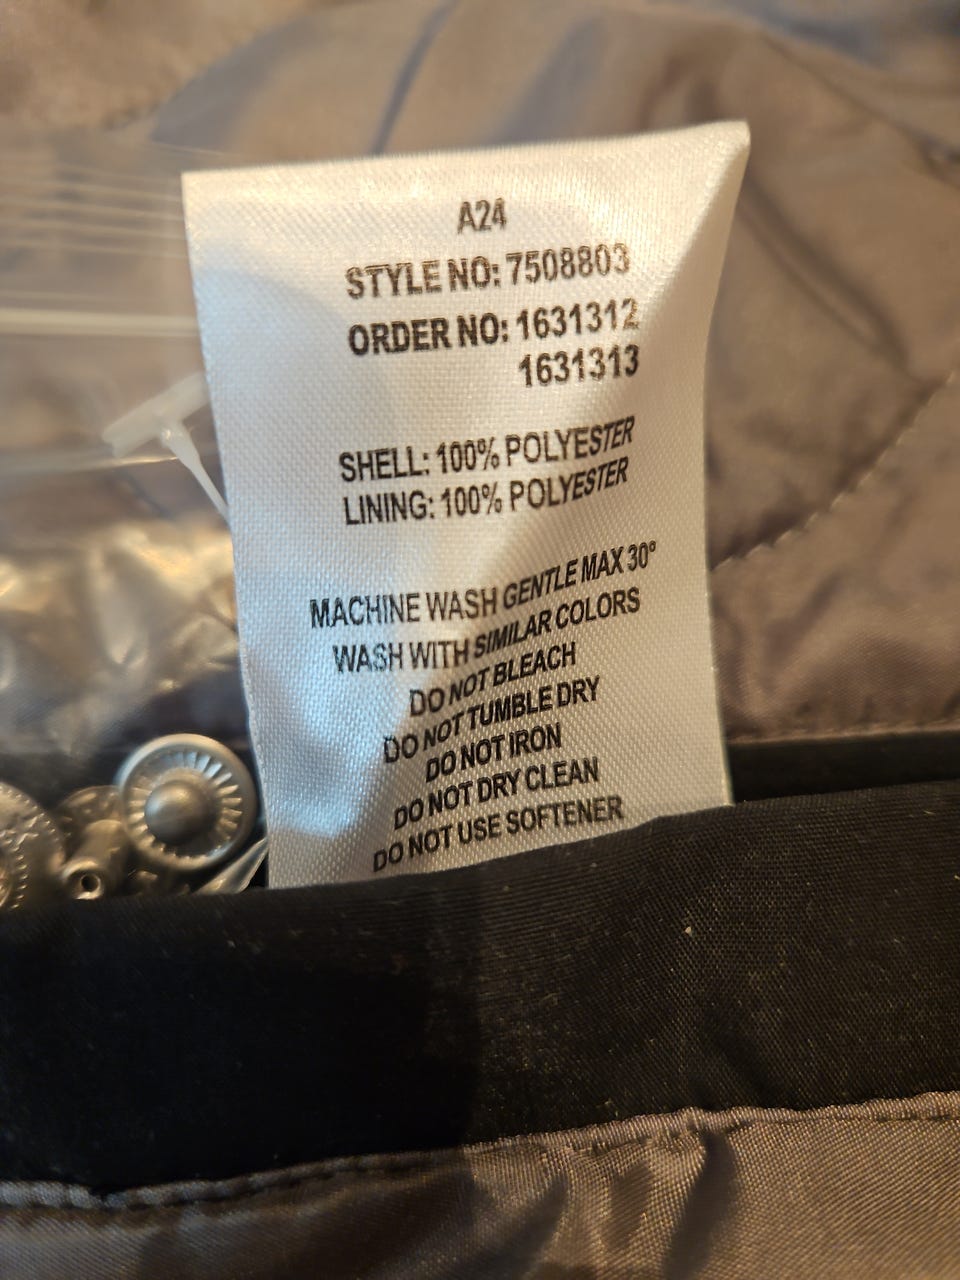 A24
STYLE NO: 7508803
ORDER NO: 1631312
1631313
SHELL: 100% POLYESTER
LINING: 100% POLYESTER
MACHINE WASH GENTLE MAX 30°
WASH WITH SIMILAR COLORS
DO NOT BLEACH
DO NOT TUMBLE DRY
DO NOT IRON
DO NOT DRY CLEAN
DO NOT USE SOFTENER